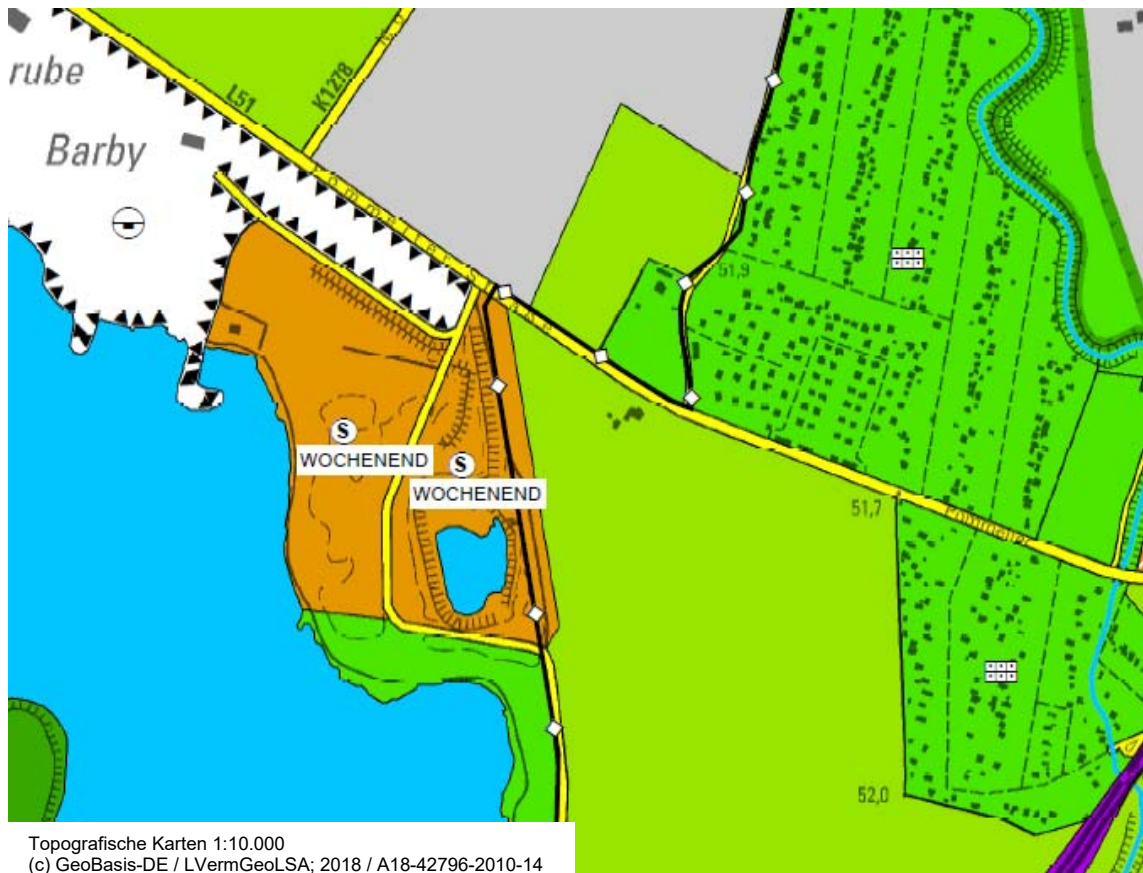 rube
Barby
L51
K1278
S
WOCHENEND
S
WOCHENEND
51,9
51,7
52,0
Topografische Karten 1:10.000
(c) GeoBasis-DE / LVermGeoLSA; 2018 / A18-42796-2010-14